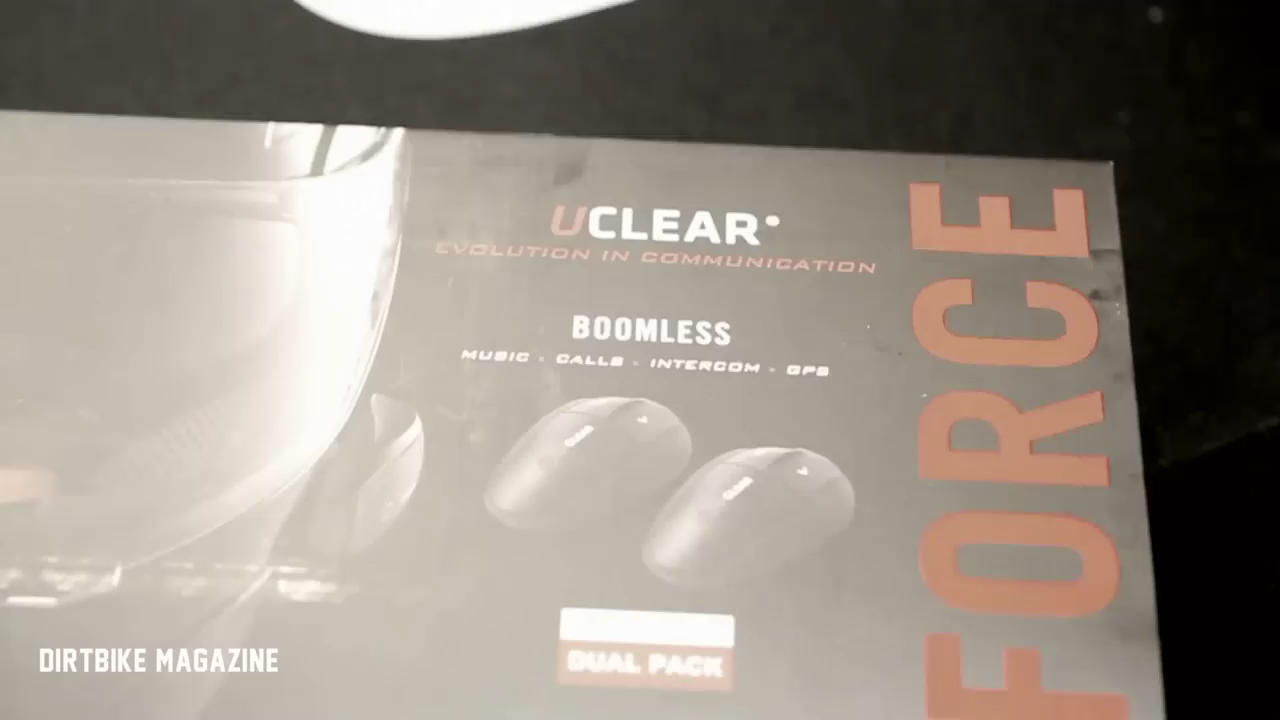 UCLEAR
EVOLUTION IN COMMUNICATION
BOOMLESS
MUSIC - CALLS - INTERCOM - GPS
DUAL PACK
FORCE
DIRTBIKE MAGAZINE